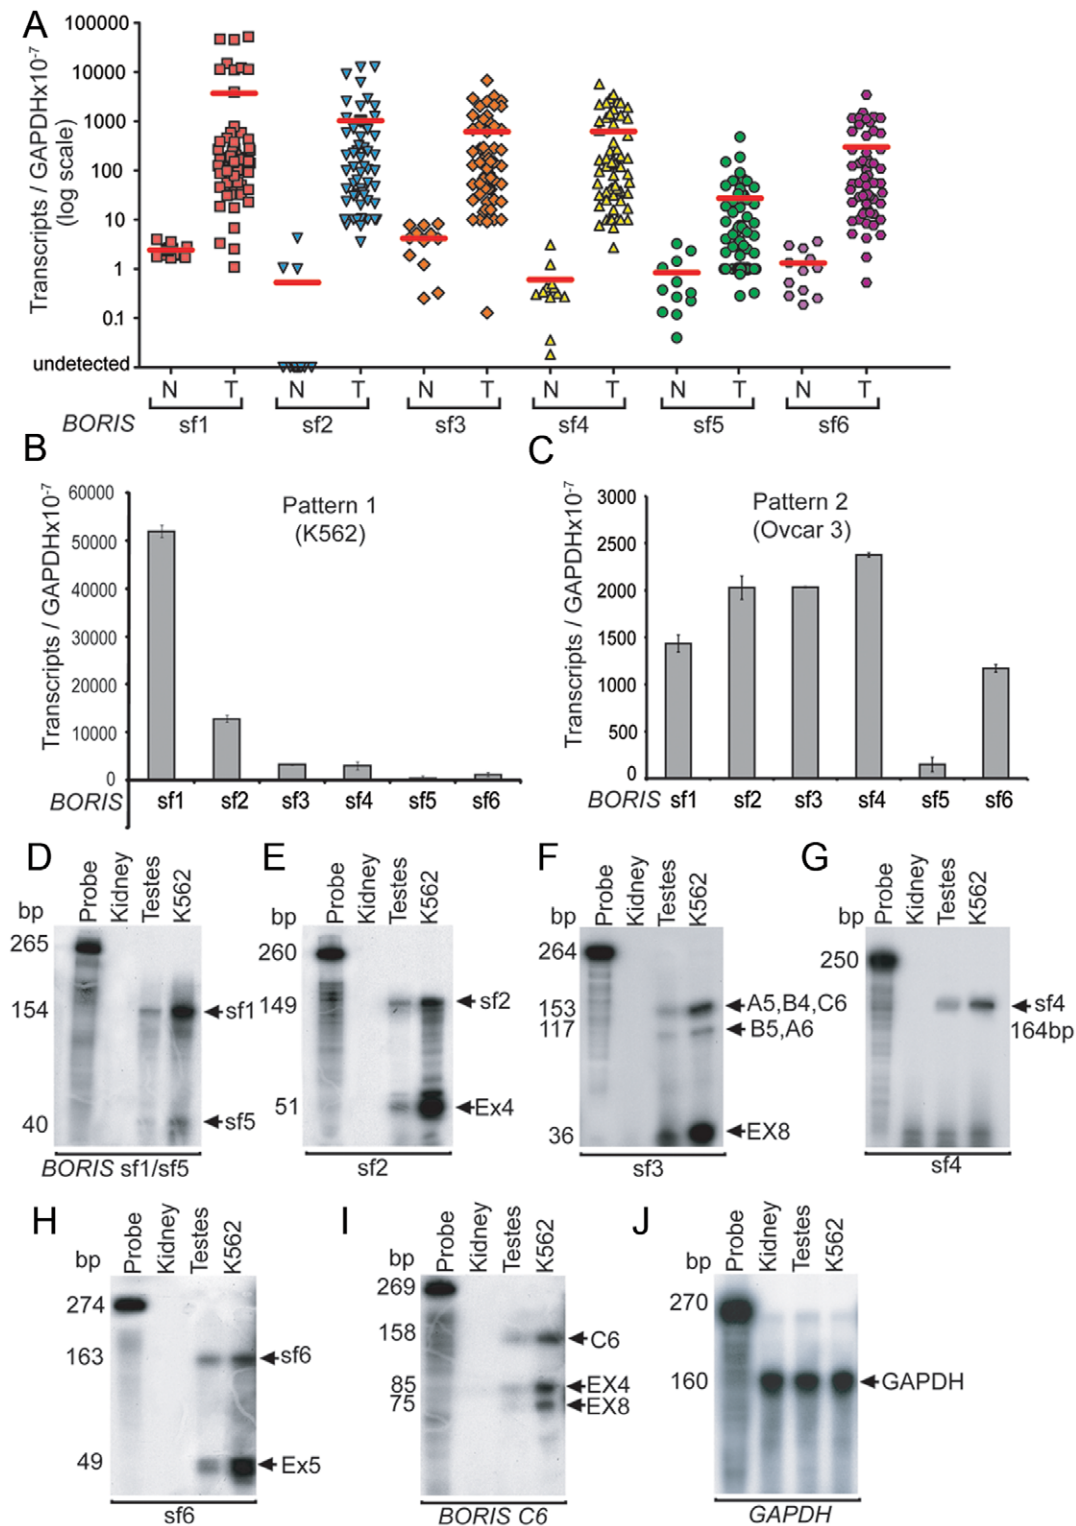 A
Transcripts / GAPDHx10-7
(log scale)
100000
10000
1000
100
10
1
0.1
undetected
N T N T N T N T N T N T
BORIS sf1 sf2 sf3 sf4 sf5 sf6
B
Transcripts / GAPDHx10-7
60000
50000
40000
30000
20000
10000
0
Pattern 1
(K562)
BORIS sf1 sf2 sf3 sf4 sf5 sf6
C
Transcripts / GAPDHx10-7
3000
2500
2000
1500
1000
500
0
Pattern 2
(Ovcar 3)
BORIS sf1 sf2 sf3 sf4 sf5 sf6
D
bp
Probe
Kidney
Testes
K562
265
154
40
sf1
sf5
BORIS sf1/sf5
E
bp
Probe
Kidney
Testes
K562
260
149
51
sf2
Ex4
sf2
F
bp
Probe
Kidney
Testes
K562
264
153
117
36
A5,B4,C6
B5,A6
EX8
sf3
G
bp
Probe
Kidney
Testes
K562
250
sf4
164bp
sf4
H
bp
Probe
Kidney
Testes
K562
274
163
49
sf6
Ex5
sf6
I
bp
Probe
Kidney
Testes
K562
269
158
85
75
C6
EX4
EX8
BORIS C6
J
bp
Probe
Kidney
Testes
K562
270
160
GAPDH
GAPDH